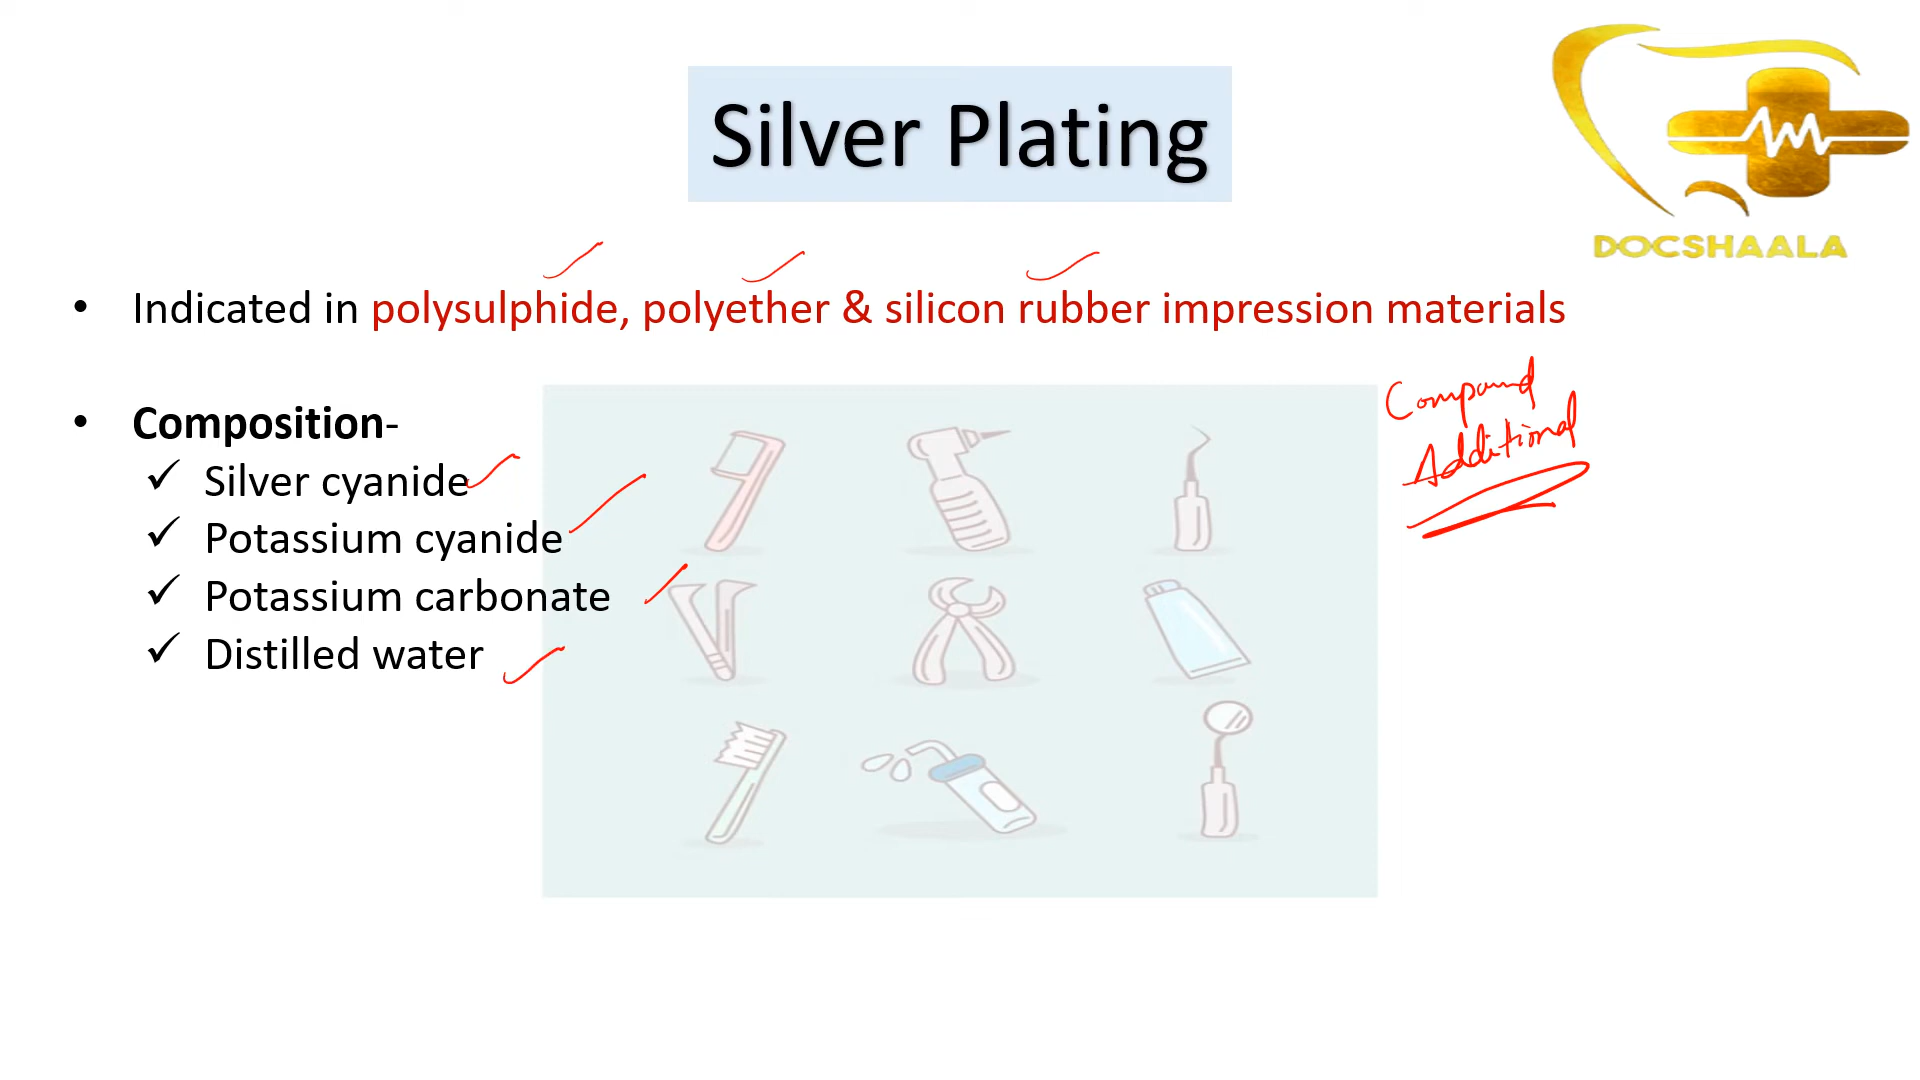 Silver Plating
DOCSHAALA
• Indicated in polysulphide, polyether & silicon rubber impression materials
Compound
Additional
• Composition-
✓ Silver cyanide
✓ Potassium cyanide
✓ Potassium carbonate
✓ Distilled water